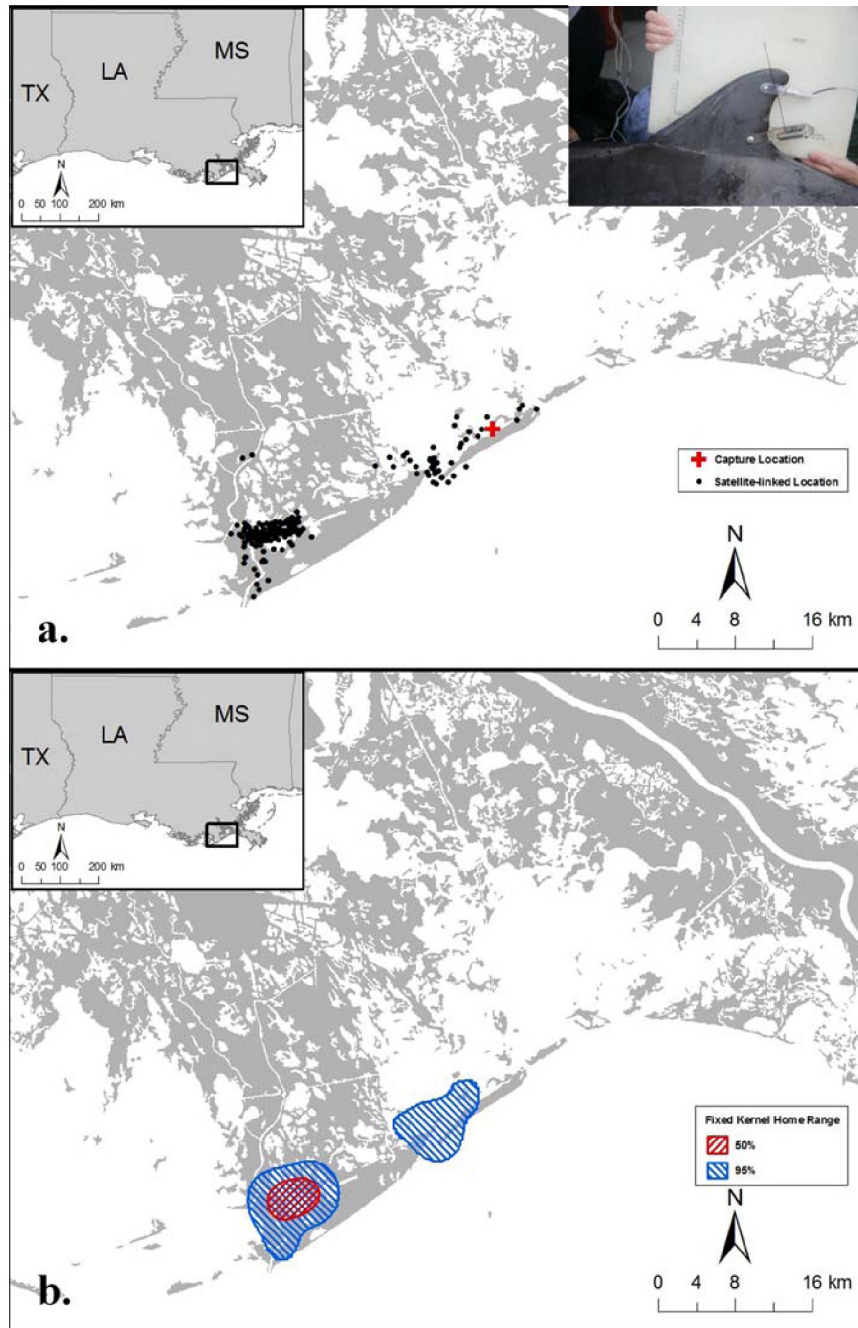 TX
LA
MS
N
0 50 100 200 km
Capture Location
Satellite-linked Location
N
0 4 8 16 km
a.
TX
LA
MS
N
0 50 100 200 km
Fixed Kernel Home Range
50%
95%
N
0 4 8 16 km
b.